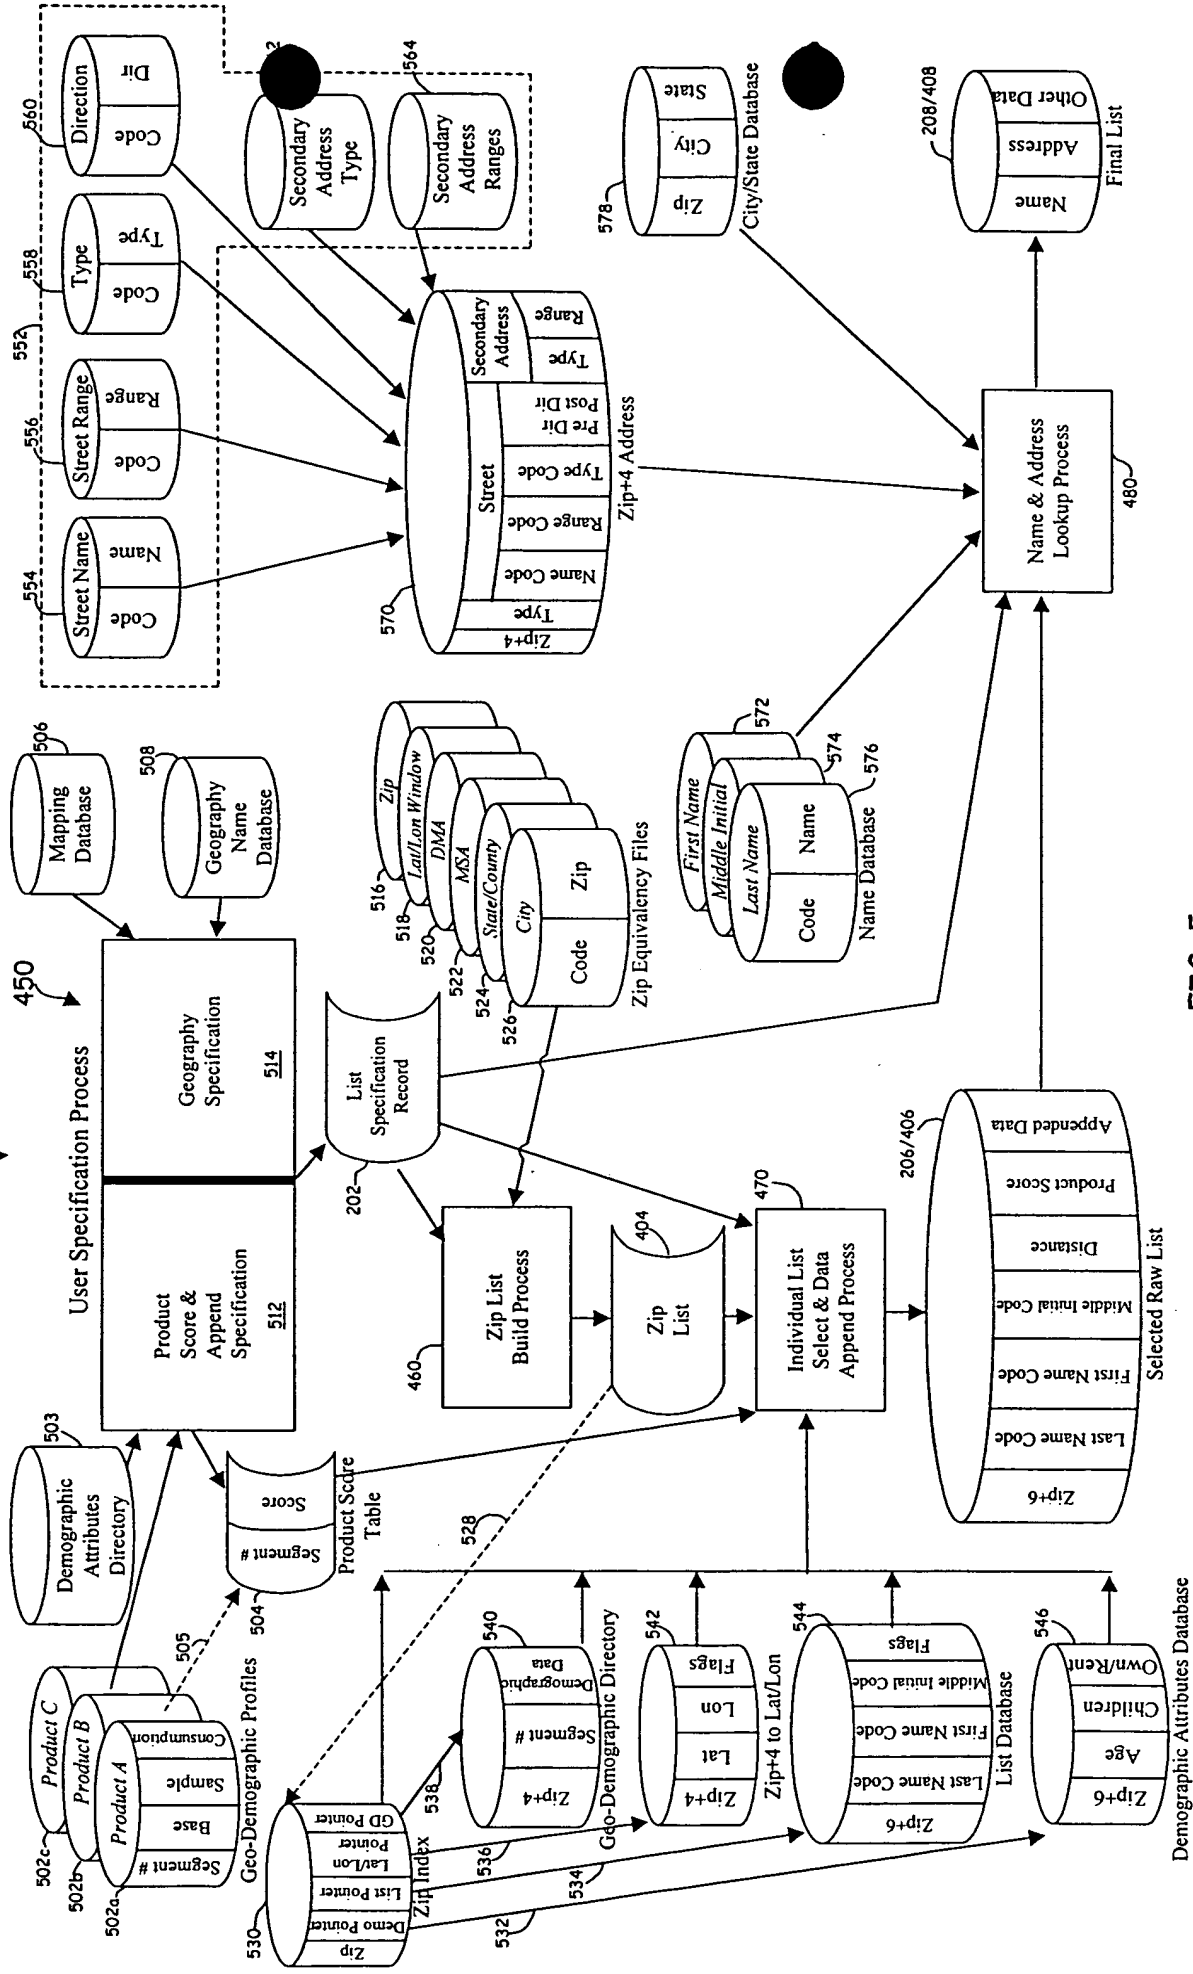 450
User Specification Process
Product
Score &
Append
Specification
512
Geography
Specification
514
503
Demographic
Attributes
Directory
506
Mapping
Database
508
Geography
Name
Database
502c
Product C
502b
Product B
502a
Product A
Segment #
Base
Sample
Consumption
Geo-Demographic Profiles
505
504
Segment #
Score
Product Score
Table
202
List
Specification
Record
460
Zip List
Build Process
404
Zip
List
528
470
Individual List
Select & Data
Append Process
516
Zip
518
Lat/Lon Window
520
DMA
522
MSA
524
State/County
526
City
Code
Zip
Zip Equivalency Files
530
Zip
Demo Pointer
List Pointer
Lat/Lon
Pointer
GD Pointer
Zip Index
532
534
536
538
540
Zip+4
Segment #
Demographic
Data
Geo-Demographic Directory
542
Zip+4
Lat
Lon
Flags
Zip+4 to Lat/Lon
544
Zip+6
Last Name Code
First Name Code
Middle Initial Code
Flags
List Database
546
Zip+6
Age
Children
Own/Rent
Demographic Attributes Database
206/406
Zip+6
Last Name Code
First Name Code
Middle Initial Code
Distance
Product Score
Appended Data
Selected Raw List
552
554
Street Name
Code
Name
556
Street Range
Code
Range
558
Type
Code
Type
560
Direction
Code
Dir
Secondary
Address
Type
564
Secondary
Address
Ranges
570
Zip+4
Type
Street
Name Code
Range Code
Type Code
Pre Dir
Post Dir
Secondary
Address
Type
Range
Zip+4 Address
572
First Name
574
Middle Initial
576
Last Name
Code
Name
Name Database
578
Zip
City
State
City/State Database
Name & Address
Lookup Process
480
208/408
Name
Address
Other Data
Final List